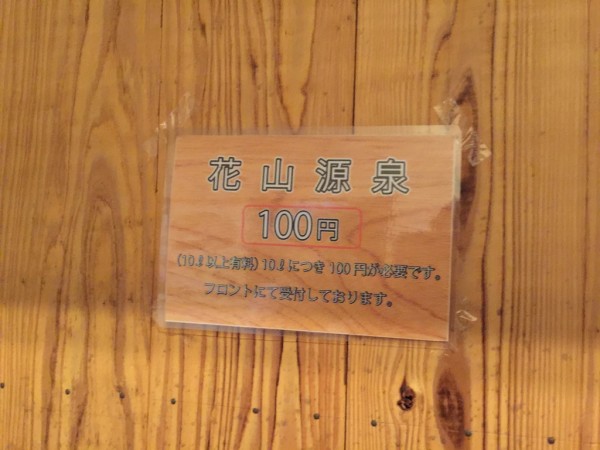 花山源泉
100円
(10ℓ以上有料)10ℓにつき100円が必要です。
フロントにて受付しております。